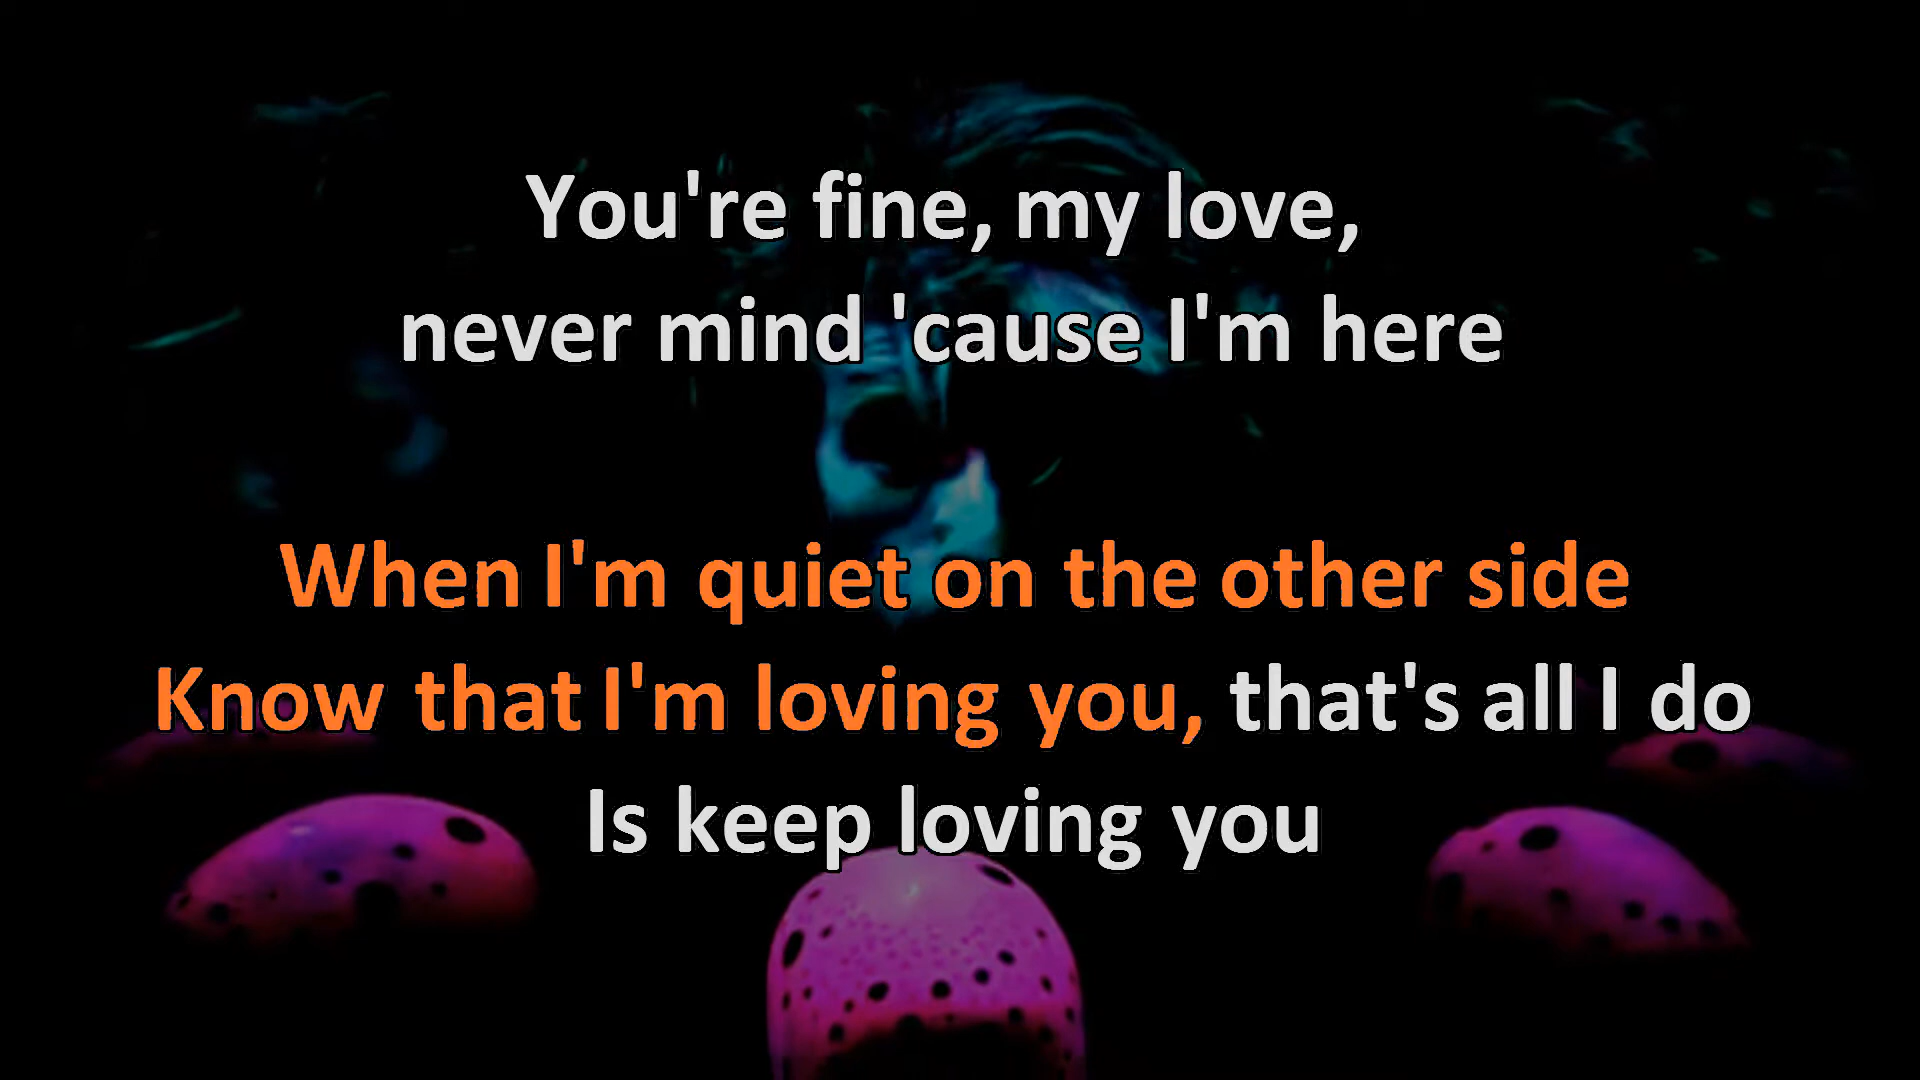 You're fine, my love,
never mind 'cause I'm here
When I'm quiet on the other side
Know that I'm loving you, that's all I do
Is keep loving you